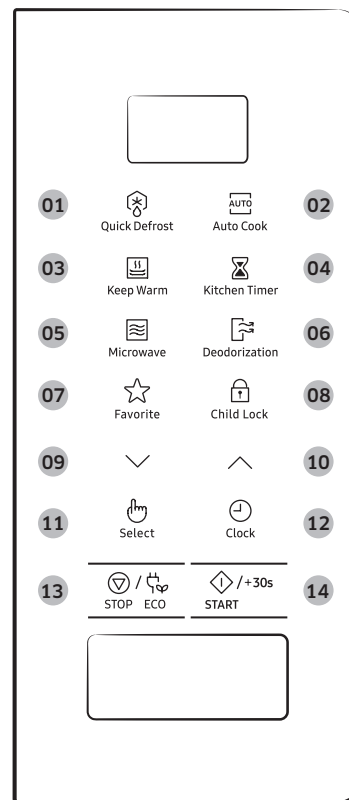 01 AUTO 02
Quick Defrost Auto Cook
03 04
Keep Warm Kitchen Timer
05 06
Microwave Deodorization
07 08
Favorite Child Lock
09 10
11 12
Select Clock
13 / /+30s 14
STOP ECO START